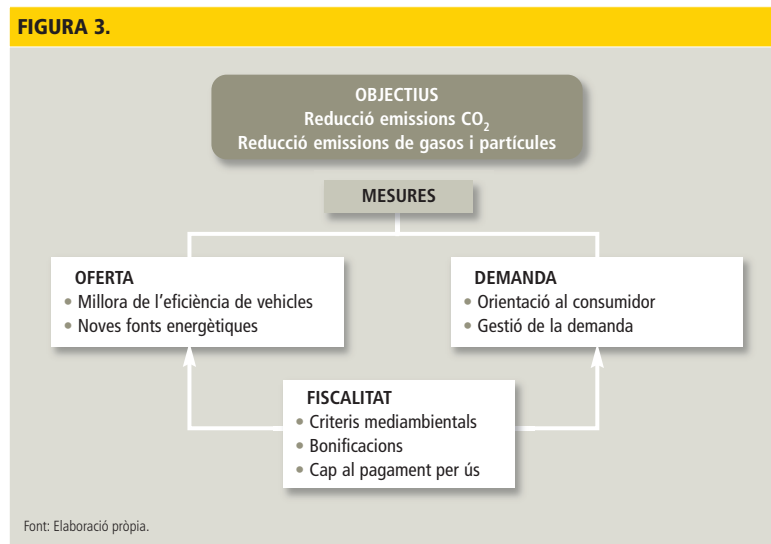 FIGURA 3.
OBJECTIUS
Reducció emissions CO₂
Reducció emissions de gasos i partícules
MESURES
OFERTA
• Millora de l'eficiència de vehicles
• Noves fonts energètiques
DEMANDA
• Orientació al consumidor
• Gestió de la demanda
FISCALITAT
• Criteris mediambientals
• Bonificacions
• Cap al pagament per ús
Font: Elaboració pròpia.